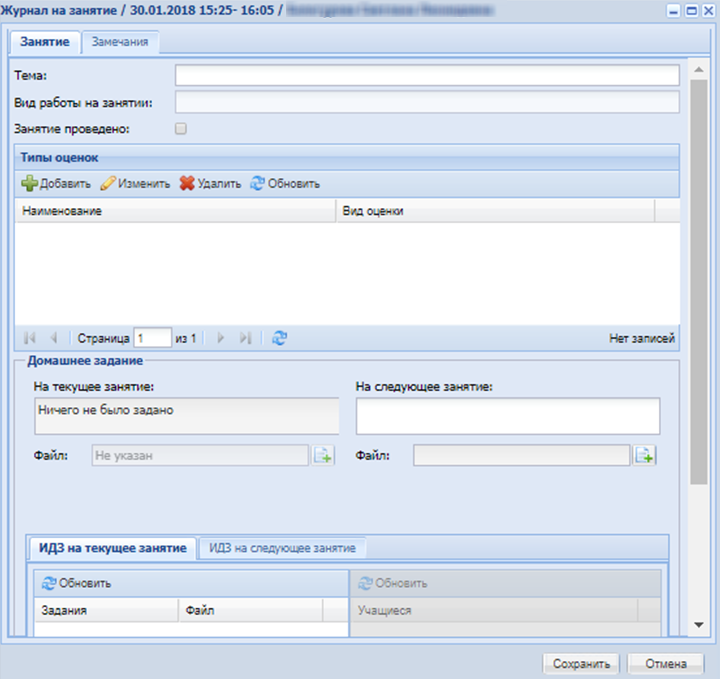 Журнал на занятие / 30.01.2018 15:25- 16:05 /
Занятие Замечания
Тема:
Вид работы на занятии:
Занятие проведено:
Типы оценок
Добавить Изменить Удалить Обновить
Наименование Вид оценки
Страница 1 из 1 Нет записей
Домашнее задание
На текущее занятие: На следующее занятие:
Ничего не было задано
Файл: Не указан Файл:
ИДЗ на текущее занятие ИДЗ на следующее занятие
Обновить Обновить
Задания Файл Учащиеся
Сохранить Отмена